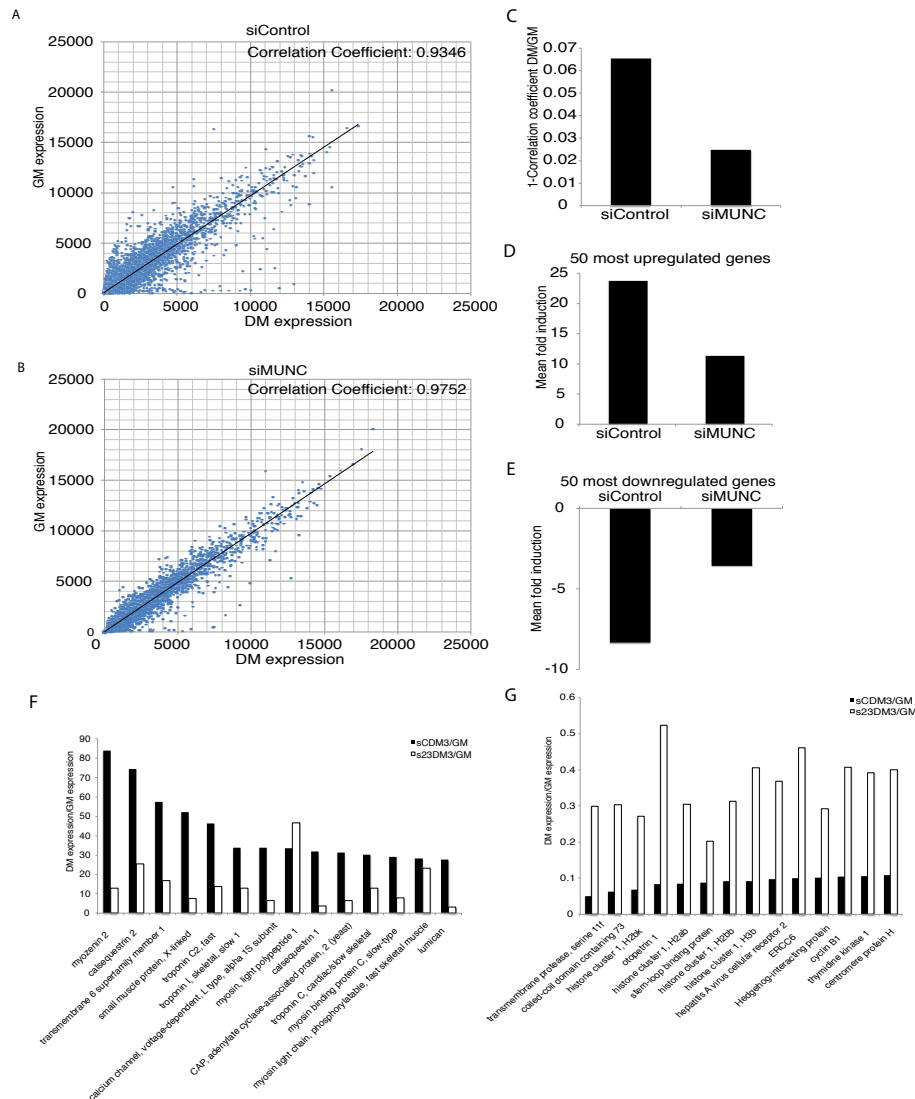 A
siControl
Correlation Coefficient: 0.9346
25000
20000
15000
10000
5000
0
GM expression
0 5000 10000 15000 20000 25000
DM expression
B
siMUNC
Correlation Coefficient: 0.9752
25000
20000
15000
10000
5000
0
GM expression
0 5000 10000 15000 20000 25000
DM expression
C
0.07
0.06
0.05
0.04
0.03
0.02
0.01
0
1-Correlation coefficient DM/GM
siControl siMUNC
D
50 most upregulated genes
25
20
15
10
5
0
Mean fold induction
siControl siMUNC
E
50 most downregulated genes
siControl siMUNC
0
-5
-10
Mean fold induction
F
sCDM3/GM
s23DM3/GM
90
80
70
60
50
40
30
20
10
0
DM expression/GM espression
myozenin 2
calsequestrin 2
transmembrane 6 superfamily member 1
small muscle protein, X-linked
troponin C2, fast
troponin I, skeletal, slow 1
calcium channel, voltage-dependent, L type, alpha 1S subunit
myosin, light polypeptide 1
calsequestrin 1
CAP, adenylate cyclase-associated protein, 2 (yeast)
troponin C, cardiac/slow skeletal
myosin binding protein C, slow-type
myosin light chain, phosphorylatable, fast skeletal muscle
lumican
G
sCDM3/GM
s23DM3/GM
0.6
0.5
0.4
0.3
0.2
0.1
0
DM expression/GM espression
transmembrane protease, serine 11f
coiled-coil domain containing 73
histone cluster 1, H2bk
otopetrin 1
histone cluster 1, H2ab
stem-loop binding protein
histone cluster 1, H2bb
histone cluster 1, H3b
hepatits A virus cellular receptor 2
ERCC6
Hedgehog-interacting protein
cyclin B1
thymidine kinase 1
centromere protein H